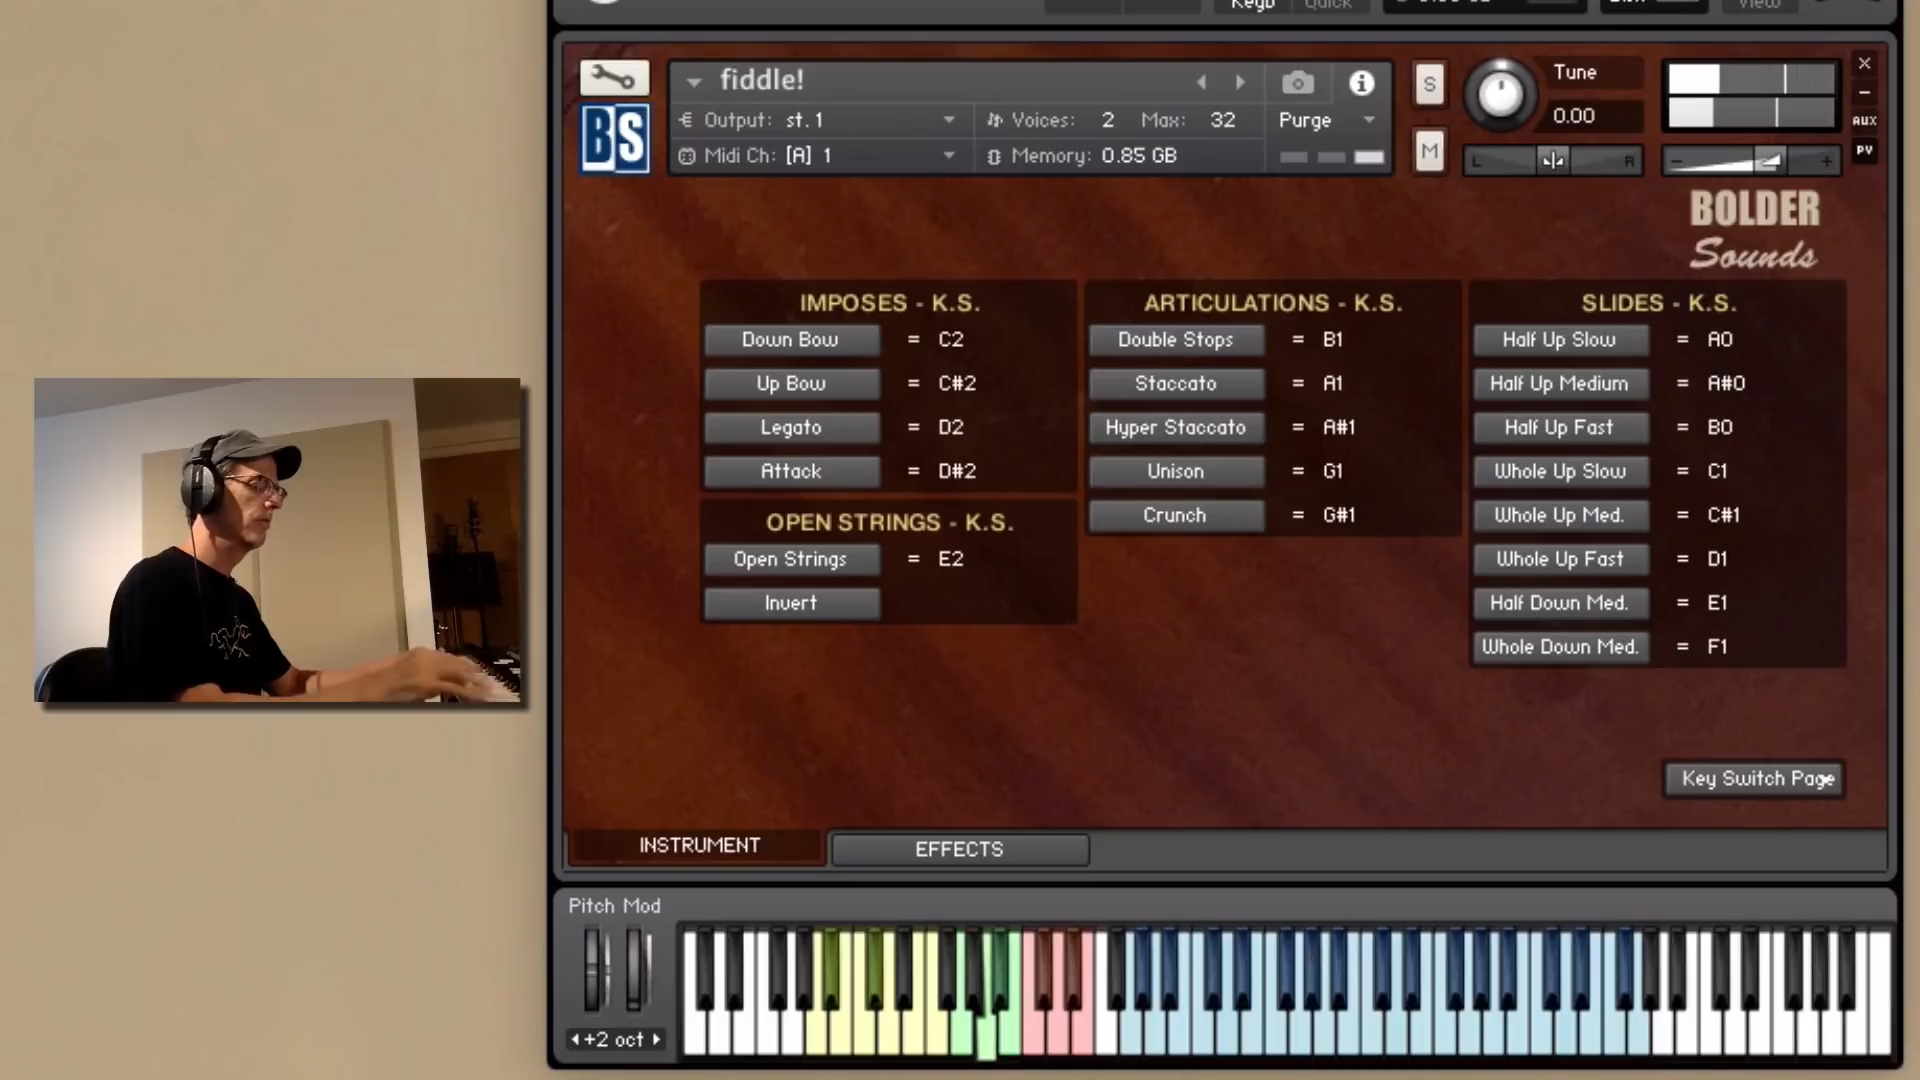 Keyb Quick View
fiddle!
S
Tune
0.00
Output: st.1
Voices: 2 Max: 32
Purge
Midi Ch: [A] 1
Memory: 0.85 GB
M
L R
- +
AUX
PV
BS
BOLDER
Sounds
IMPOSES - K.S.
Down Bow = C2
Up Bow = C#2
Legato = D2
Attack = D#2
OPEN STRINGS - K.S.
Open Strings = E2
Invert
ARTICULATIONS - K.S.
Double Stops = B1
Staccato = A1
Hyper Staccato = A#1
Unison = G1
Crunch = G#1
SLIDES - K.S.
Half Up Slow = A0
Half Up Medium = A#0
Half Up Fast = B0
Whole Up Slow = C1
Whole Up Med. = C#1
Whole Up Fast = D1
Half Down Med. = E1
Whole Down Med. = F1
Key Switch Page
INSTRUMENT
EFFECTS
Pitch Mod
+2 oct